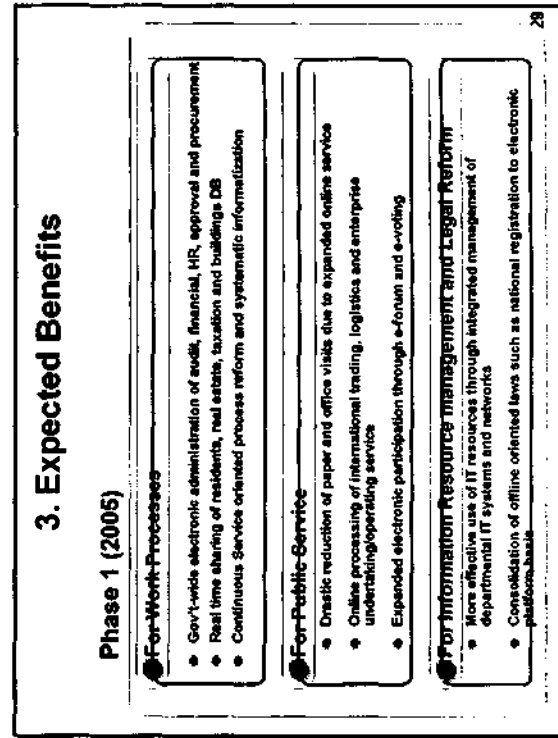 3. Expected Benefits
Phase 1 (2005)
For Work Processes
Gov't-wide electronic administration of audit, financial, HR, approval and procurement
Real time sharing of residents, real estate, taxation and buildings DB
Continuous Service oriented process reform and systematic informatization
For Public Service
Drastic reduction of paper and office visits due to expanded online service
Online processing of international trading, logistics and enterprise
undertaking/operating service
Expanded electronic participation through e-forum and e-voting
For Information Resource management and Legal Reform
More effective use of IT resources through integrated management of
departmental IT systems and networks
Consolidation of offline oriented laws such as national registration to electronic
platform basis
29